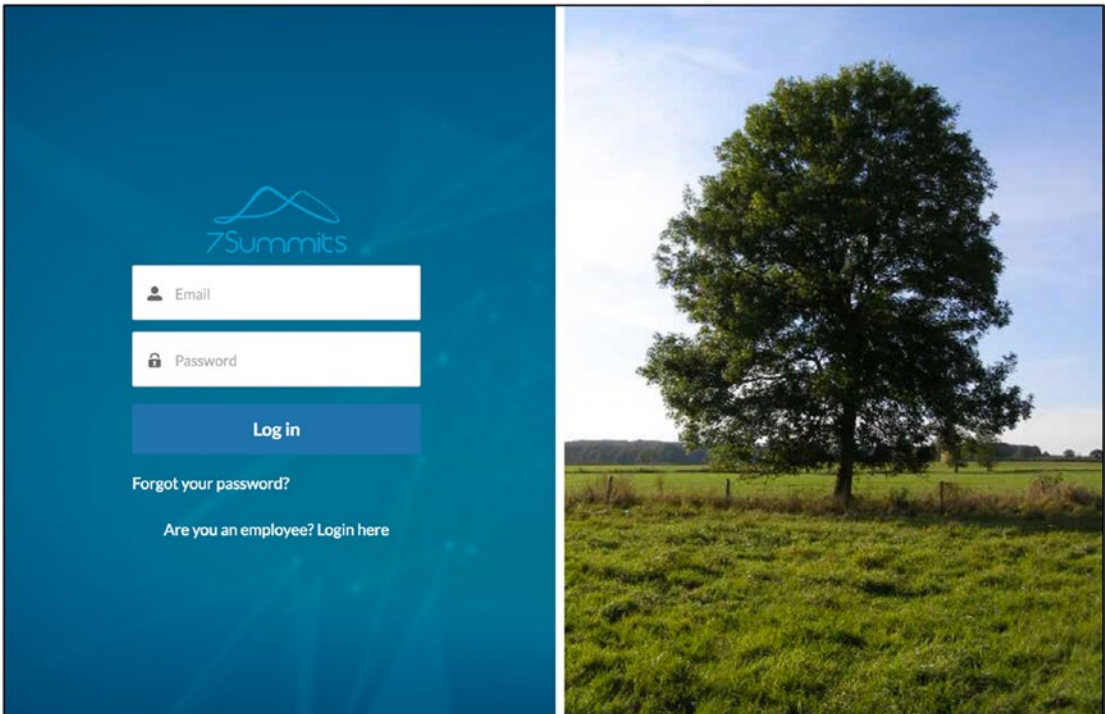 7Summits
Email
Password
Log in
Forgot your password?
Are you an employee? Login here